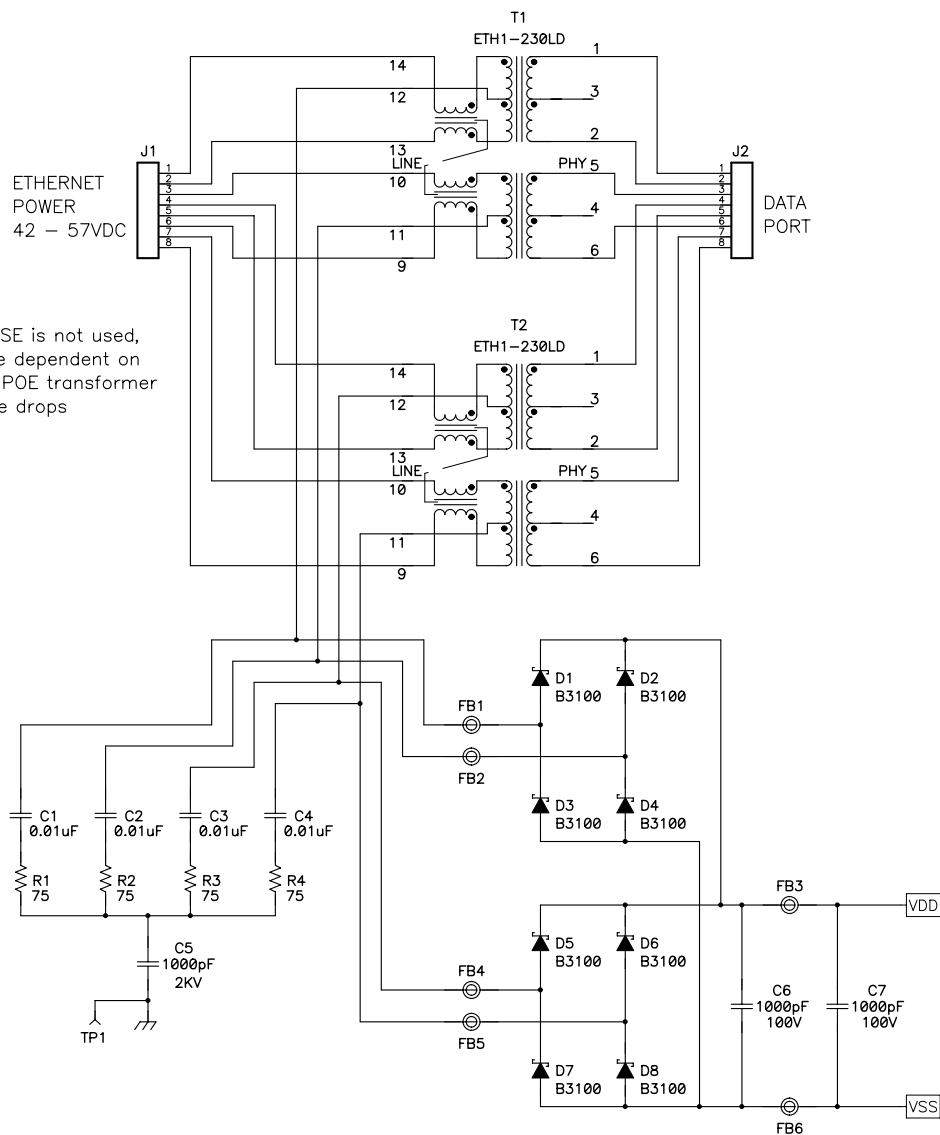 T1
ETH1-230LD
14
1
12
3
13
2
LINE
PHY
5
10
4
11
6
9
J1
1
2
3
4
5
6
7
8
ETHERNET
POWER
42 – 57VDC
J2
1
2
3
4
5
6
7
8
DATA
PORT
SE is not used,
e dependent on
POE transformer
e drops
T2
ETH1-230LD
14
1
12
3
13
2
LINE
PHY
5
10
4
11
6
9
D1
B3100
D2
B3100
FB1
FB2
D3
B3100
D4
B3100
C1
0.01uF
C2
0.01uF
C3
0.01uF
C4
0.01uF
R1
75
R2
75
R3
75
R4
75
C5
1000pF
2KV
TP1
FB3
VDD
D5
B3100
D6
B3100
FB4
FB5
C6
1000pF
100V
C7
1000pF
100V
D7
B3100
D8
B3100
VSS
FB6